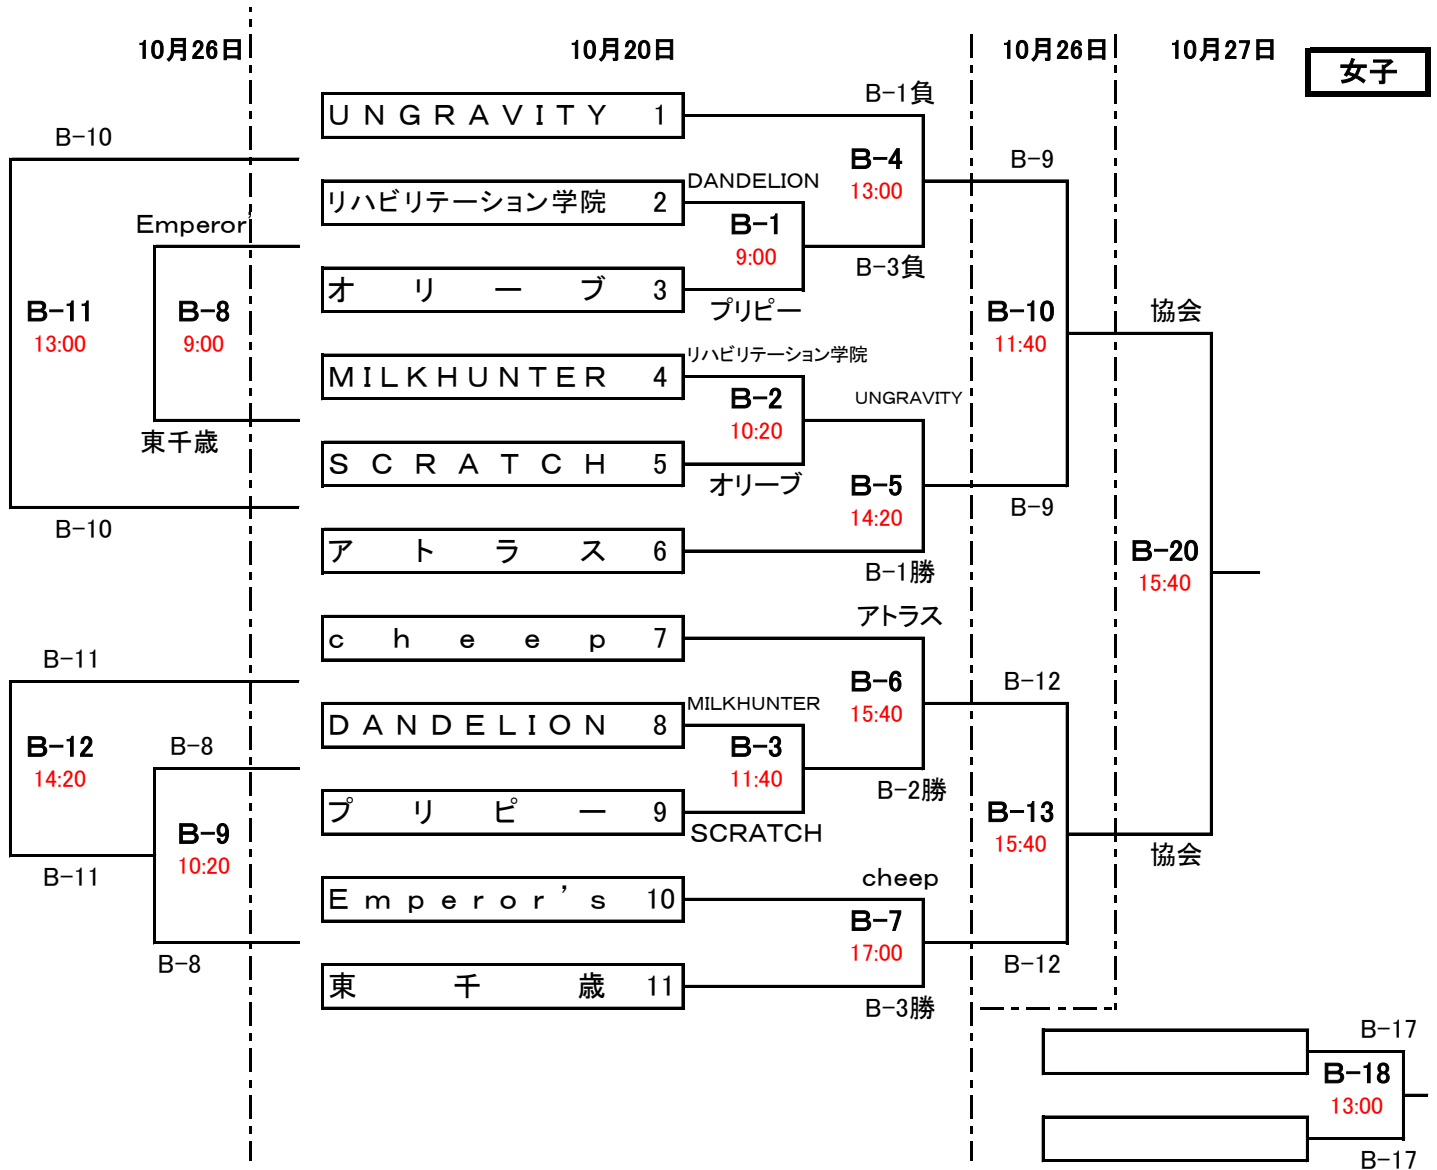 10月26日
10月20日
10月26日
10月27日
女子
B-1負
UNGRAVITY 1
B-10
B-4
13:00
B-9
DANDELION
リハビリテーション学院 2
Emperor'
B-1
9:00
B-3負
オリーブ 3
プリピー
B-11
13:00
B-8
9:00
B-10
11:40
協会
リハビリテーション学院
MILKHUNTER 4
B-2
10:20
UNGRAVITY
東千歳
SCRATCH 5
オリーブ
B-5
14:20
B-9
B-10
アトラス 6
B-1勝
B-20
15:40
アトラス
cheep 7
B-11
B-6
15:40
B-12
MILKHUNTER
DANDELION 8
B-12
14:20
B-8
B-3
11:40
B-2勝
プリピー 9
SCRATCH
B-9
10:20
B-13
15:40
協会
B-11
cheep
Emperor's 10
B-7
17:00
B-8
B-12
東千歳 11
B-3勝
B-17
B-18
13:00
B-17